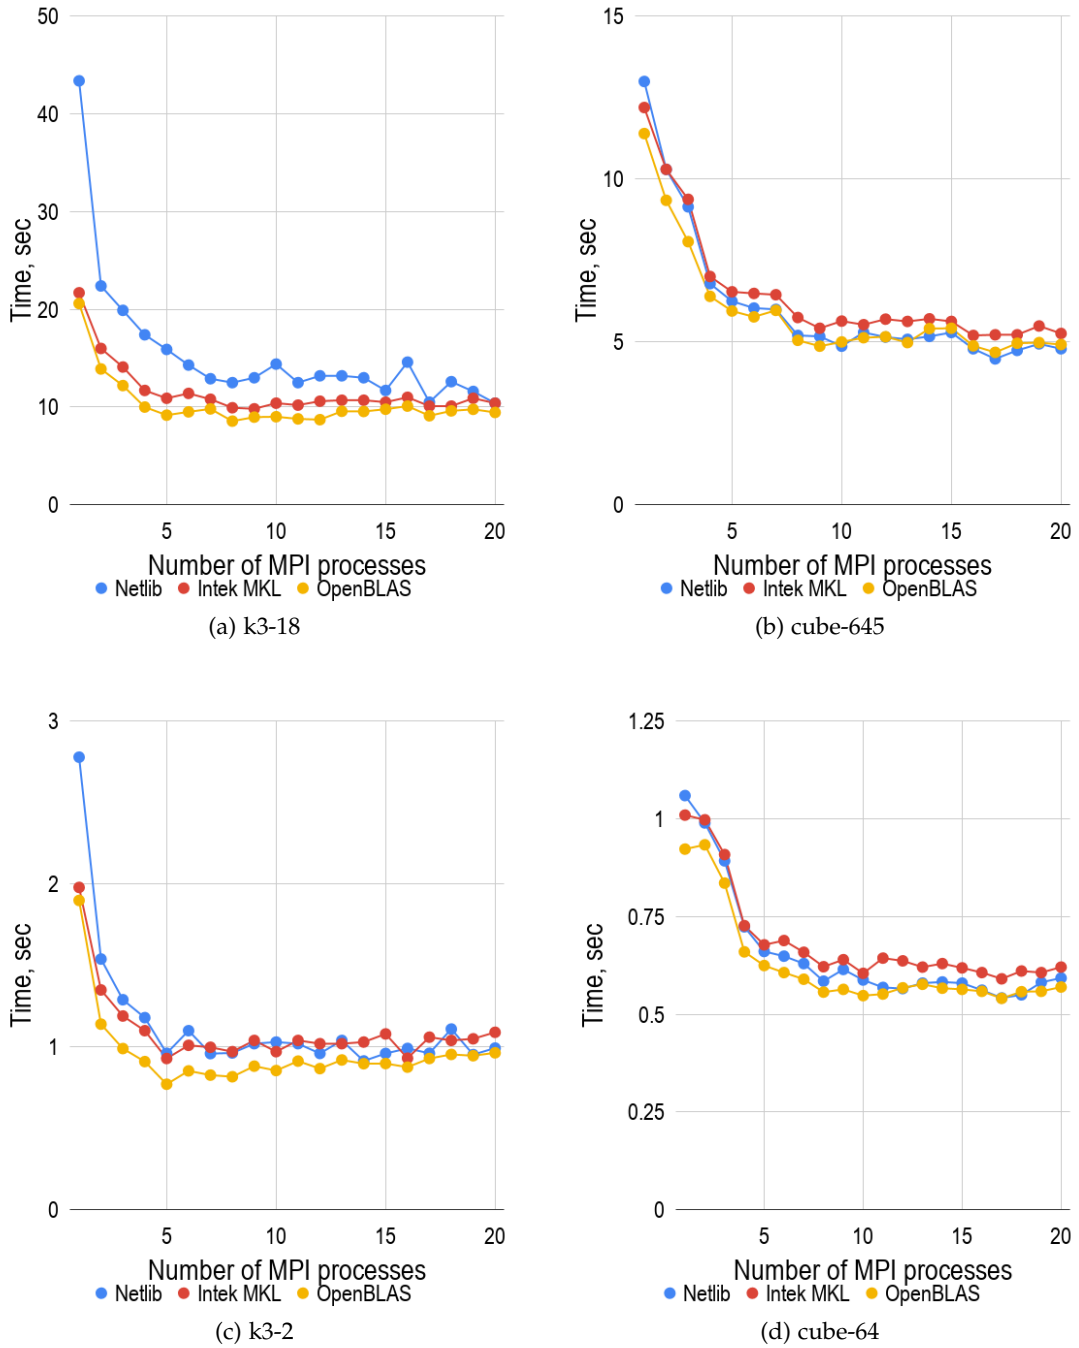 50
40
30
20
10
0
Time, sec
5 10 15 20
Number of MPI processes
Netlib Intek MKL OpenBLAS
(a) k3-18
15
10
5
0
Time, sec
5 10 15 20
Number of MPI processes
Netlib Intek MKL OpenBLAS
(b) cube-645
3
2
1
0
Time, sec
5 10 15 20
Number of MPI processes
Netlib Intek MKL OpenBLAS
(c) k3-2
1.25
1
0.75
0.5
0.25
0
Time, sec
5 10 15 20
Number of MPI processes
Netlib Intek MKL OpenBLAS
(d) cube-64